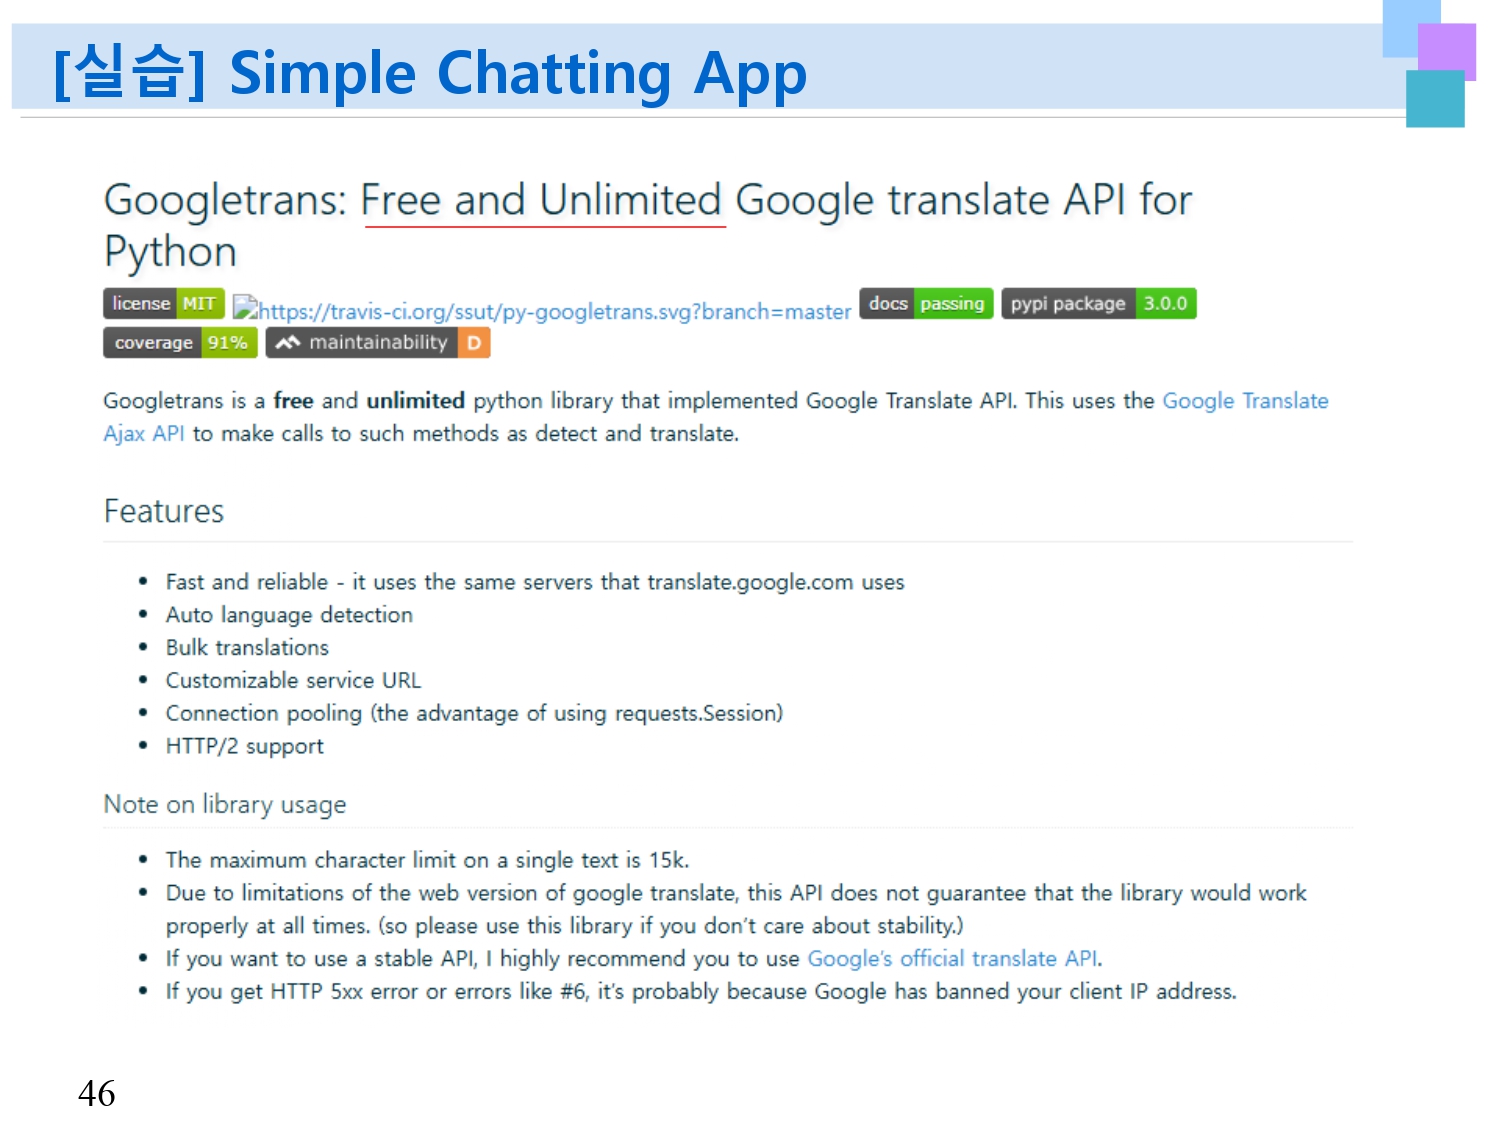 [실습] Simple Chatting App
Googletrans: Free and Unlimited Google translate API for
Python
license MIT https://travis-ci.org/ssut/py-googletrans.svg?branch=master docs passing pypi package 3.0.0
coverage 91% maintainability D
Googletrans is a free and unlimited python library that implemented Google Translate API. This uses the Google Translate
Ajax API to make calls to such methods as detect and translate.
Features
• Fast and reliable - it uses the same servers that translate.google.com uses
• Auto language detection
• Bulk translations
• Customizable service URL
• Connection pooling (the advantage of using requests.Session)
• HTTP/2 support
Note on library usage
• The maximum character limit on a single text is 15k.
• Due to limitations of the web version of google translate, this API does not guarantee that the library would work
properly at all times. (so please use this library if you don't care about stability.)
• If you want to use a stable API, I highly recommend you to use Google's official translate API.
• If you get HTTP 5xx error or errors like #6, it's probably because Google has banned your client IP address.
46